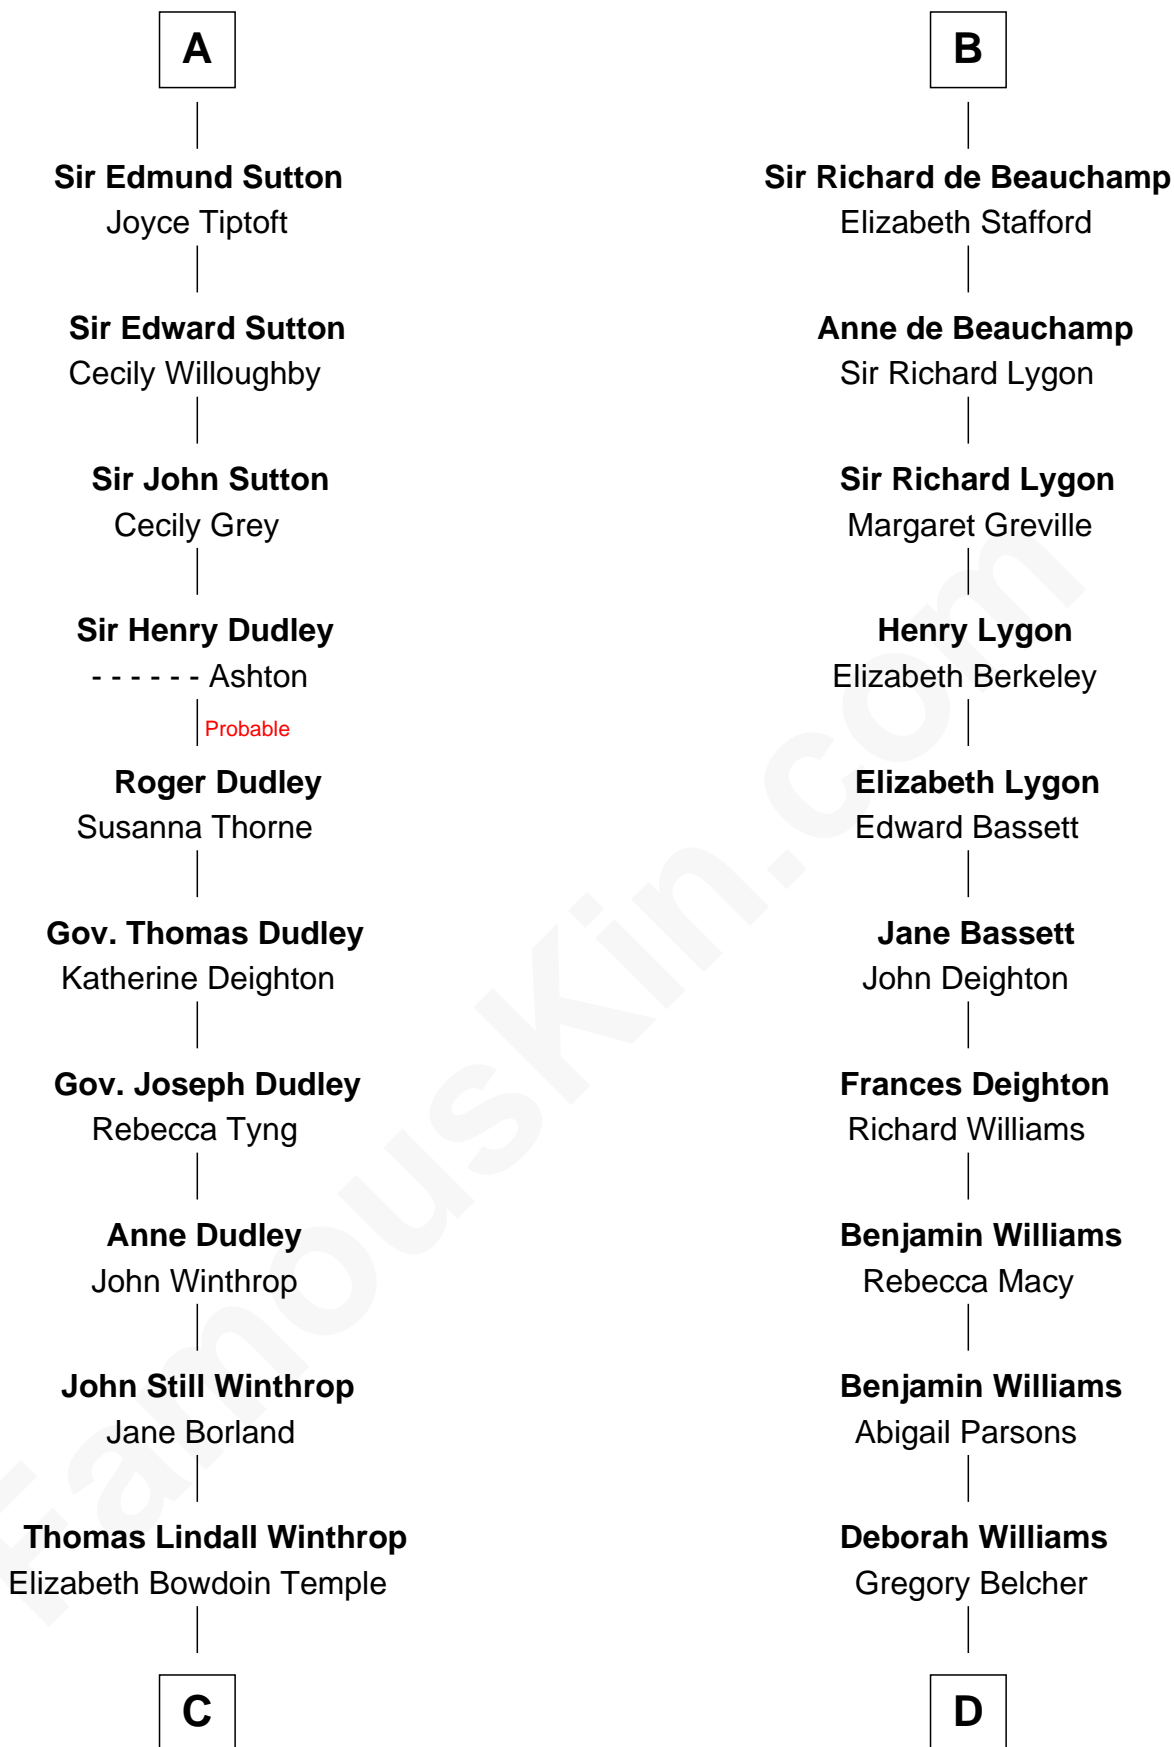 A
Sir Edmund Sutton
Joyce Tiptoft
Sir Edward Sutton
Cecily Willoughby
Sir John Sutton
Cecily Grey
Sir Henry Dudley
- - - - - - Ashton
Probable
Roger Dudley
Susanna Thorne
Gov. Thomas Dudley
Katherine Deighton
Gov. Joseph Dudley
Rebecca Tyng
Anne Dudley
John Winthrop
John Still Winthrop
Jane Borland
Thomas Lindall Winthrop
Elizabeth Bowdoin Temple
C
B
Sir Richard de Beauchamp
Elizabeth Stafford
Anne de Beauchamp
Sir Richard Lygon
Sir Richard Lygon
Margaret Greville
Henry Lygon
Elizabeth Berkeley
Elizabeth Lygon
Edward Bassett
Jane Bassett
John Deighton
Frances Deighton
Richard Williams
Benjamin Williams
Rebecca Macy
Benjamin Williams
Abigail Parsons
Deborah Williams
Gregory Belcher
D
FamousKin.com